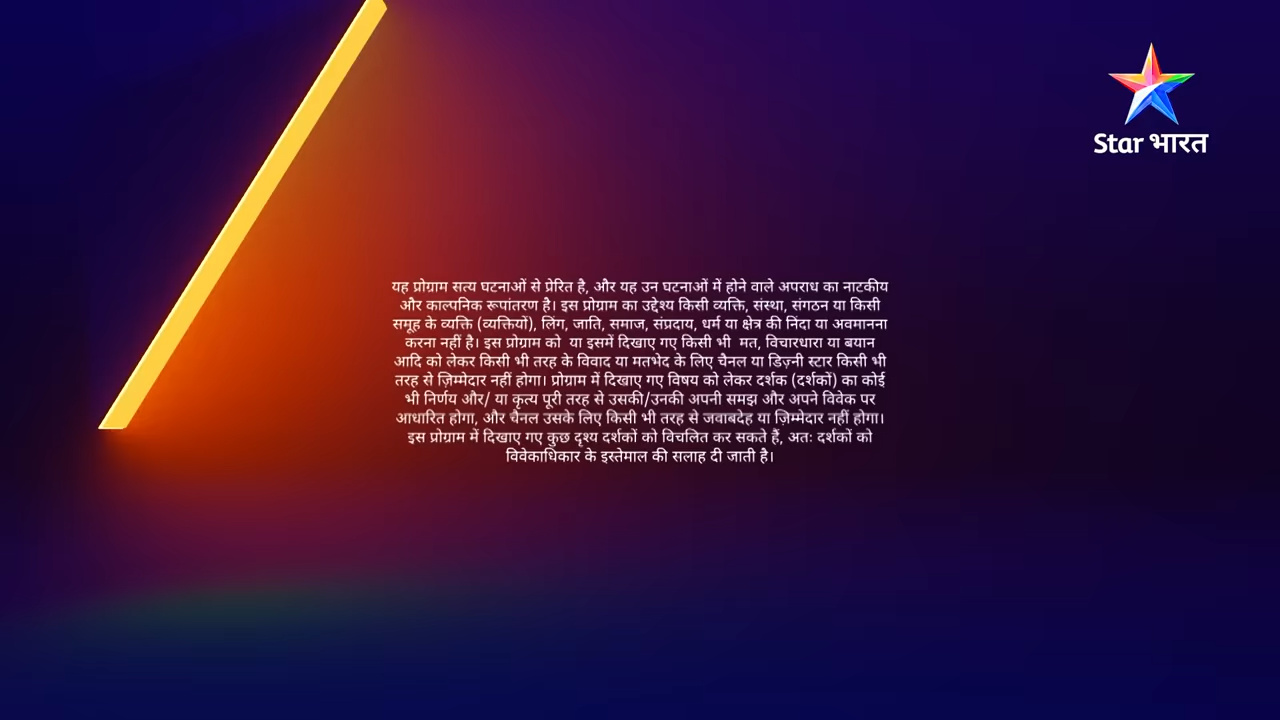 Star भारत
यह प्रोग्राम सत्य घटनाओं से प्रेरित है, और यह उन घटनाओं में होने वाले अपराध का नाटकीय
और काल्पनिक रूपांतरण है। इस प्रोग्राम का उद्देश्य किसी व्यक्ति, संस्था, संगठन या किसी
समूह के व्यक्ति (व्यक्तियों), लिंग, जाति, समाज, संप्रदाय, धर्म या क्षेत्र की निंदा या अवमानना
करना नहीं है। इस प्रोग्राम को या इसमें दिखाए गए किसी भी मत, विचारधारा या बयान
आदि को लेकर किसी भी तरह के विवाद या मतभेद के लिए चैनल या डिज़्नी स्टार किसी भी
तरह से ज़िम्मेदार नहीं होगा। प्रोग्राम में दिखाए गए विषय को लेकर दर्शक (दर्शकों) का कोई
भी निर्णय और/ या कृत्य पूरी तरह से उसकी/उनकी अपनी समझ और अपने विवेक पर
आधारित होगा, और चैनल उसके लिए किसी भी तरह से जवाबदेह या ज़िम्मेदार नहीं होगा।
इस प्रोग्राम में दिखाए गए कुछ दृश्य दर्शकों को विचलित कर सकते हैं, अतः दर्शकों को
विवेकाधिकार के इस्तेमाल की सलाह दी जाती है।